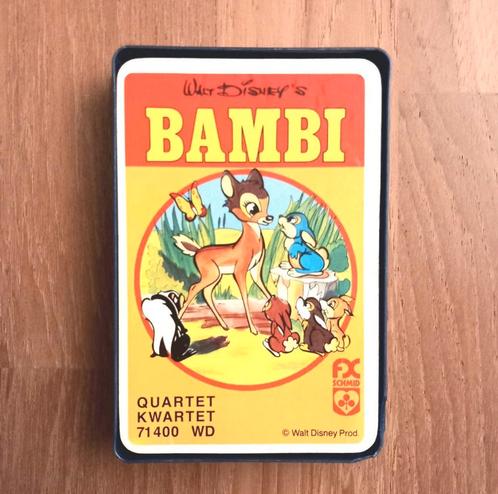 WALT DISNEY'S
BAMBI
FX
SCHMID
QUARTET
KWARTET
71400 WD
© Walt Disney Prod.